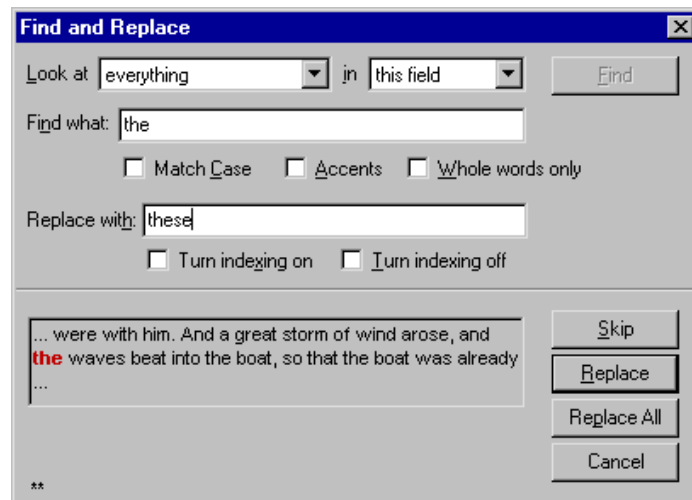 Find and Replace
Look at everything in this field Find
Find what: the
Match Case Accents Whole words only
Replace with: these
Turn indexing on Turn indexing off
... were with him. And a great storm of wind arose, and
the waves beat into the boat, so that the boat was already
...
Skip
Replace
Replace All
Cancel
**